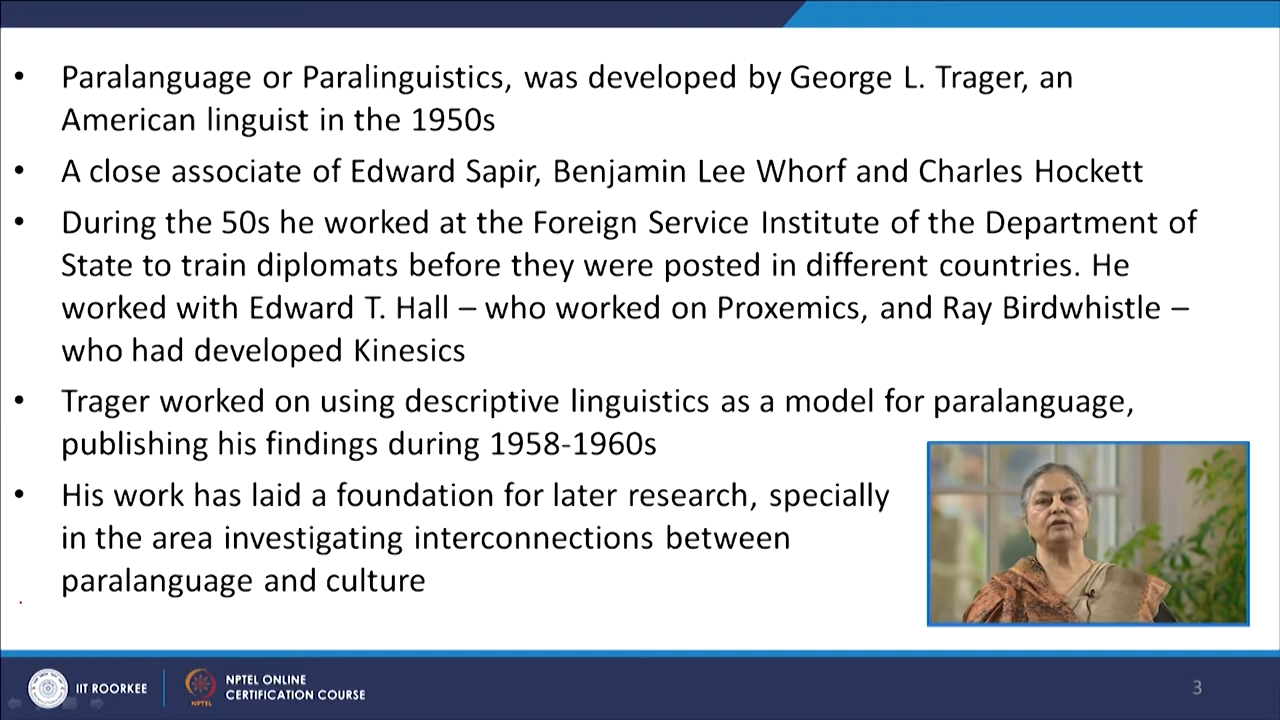 • Paralanguage or Paralinguistics, was developed by George L. Trager, an
American linguist in the 1950s
• A close associate of Edward Sapir, Benjamin Lee Whorf and Charles Hockett
• During the 50s he worked at the Foreign Service Institute of the Department of
State to train diplomats before they were posted in different countries. He
worked with Edward T. Hall – who worked on Proxemics, and Ray Birdwhistle –
who had developed Kinesics
• Trager worked on using descriptive linguistics as a model for paralanguage,
publishing his findings during 1958-1960s
• His work has laid a foundation for later research, specially
in the area investigating interconnections between
paralanguage and culture
IIT ROORKEE
NPTEL
NPTEL ONLINE
CERTIFICATION COURSE
3